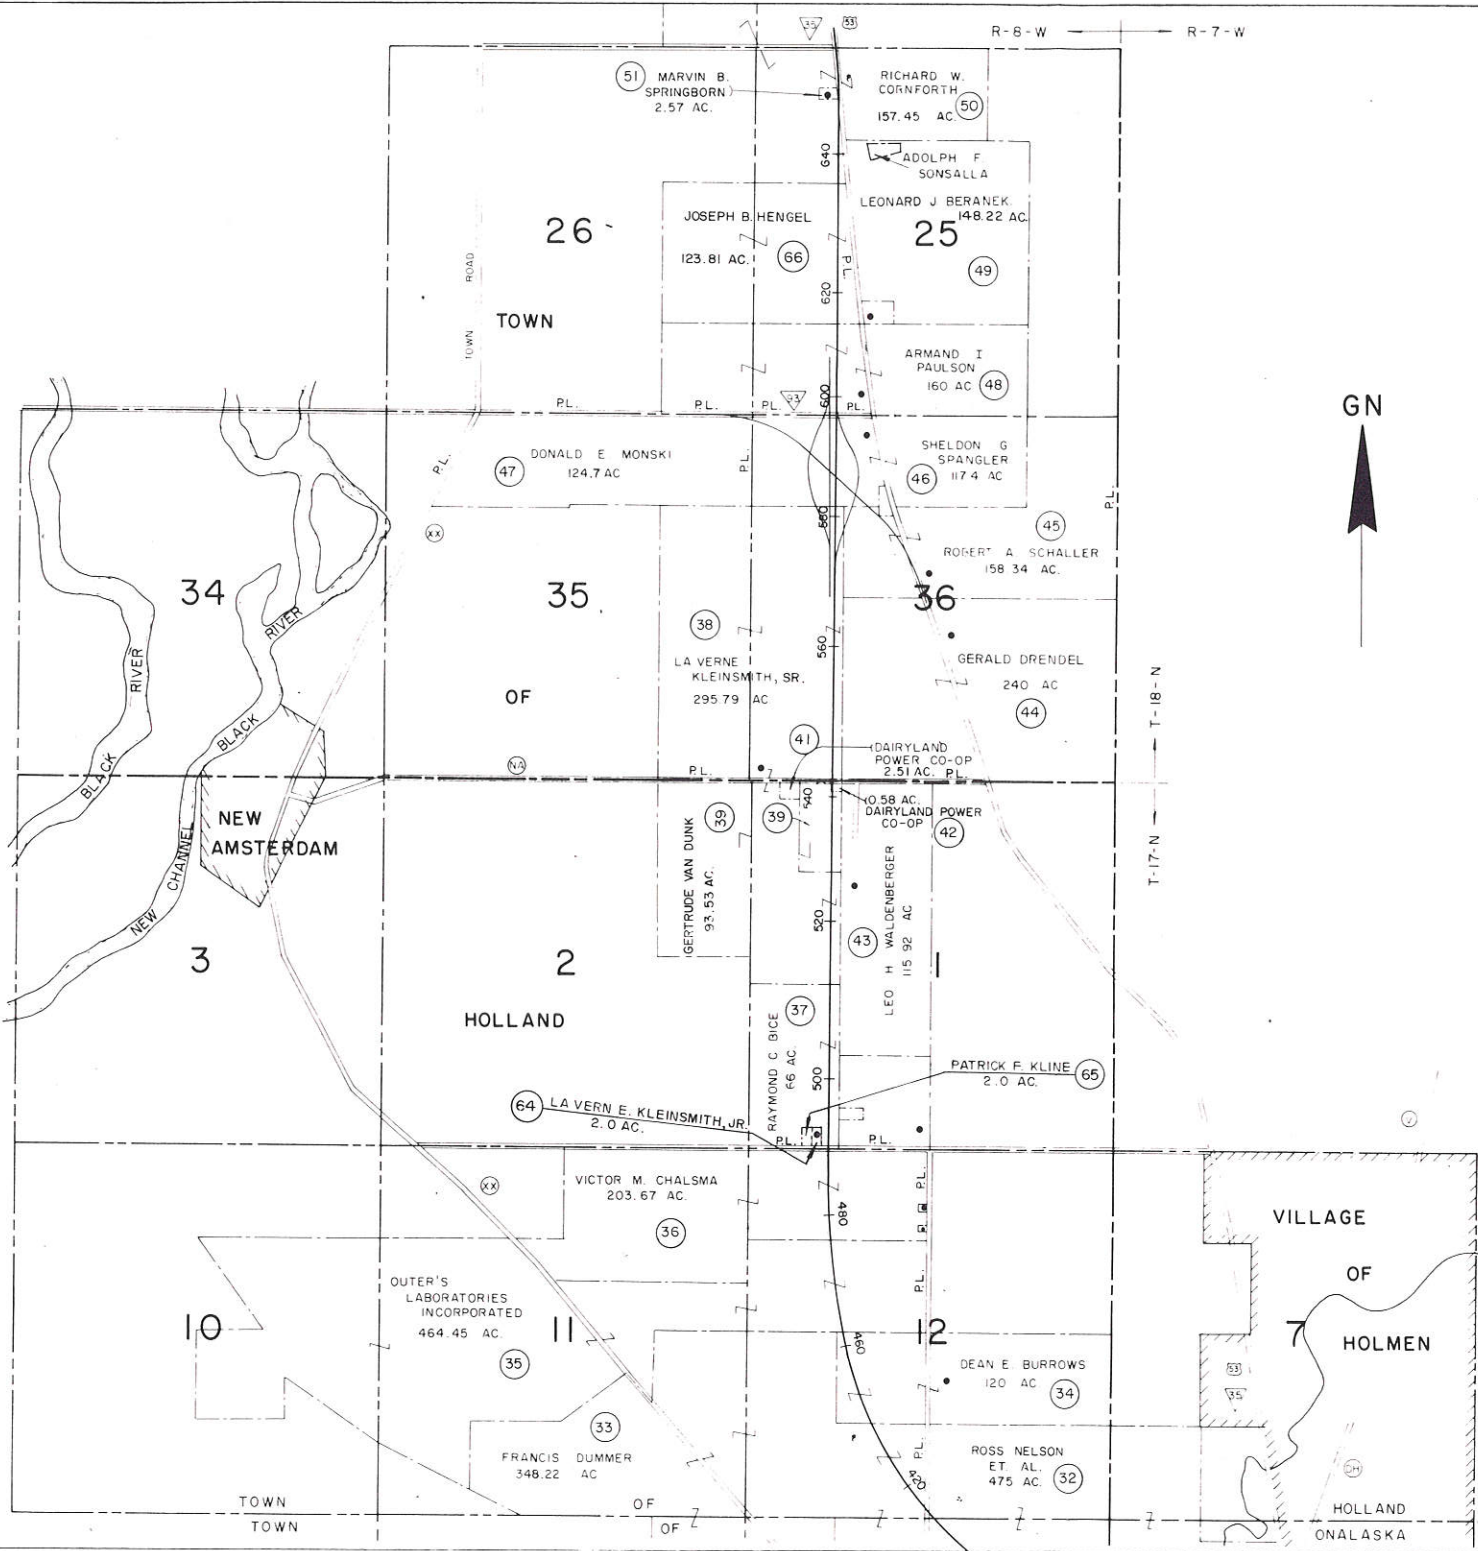 35
53
R-8-W
R-7-W
51
MARVIN B.
SPRINGBORN
2.57 AC.
RICHARD W.
CORNFORTH
157.45 AC.
50
640
ADOLPH F
SONSALLA
LEONARD J BERANEK
148.22 AC.
25
49
26
JOSEPH B. HENGEL
123.81 AC.
66
P.L.
620
TOWN ROAD
TOWN
ARMAND I
PAULSON
160 AC
48
P.L.
P.L.
P.L.
93
600
P.L.
GN
DONALD E MONSKI
124.7 AC
47
P.L.
P.L.
SHELDON G
SPANGLER
117 4 AC
46
P.L.
580
45
ROBERT A. SCHALLER
158 34 AC.
XX
34
35
36
RIVER
BLACK
RIVER
BLACK
38
LA VERNE
KLEINSMITH, SR.
295 79 AC
560
GERALD DRENDEL
240 AC
44
OF
T-18-N
T-17-N
41
DAIRYLAND
POWER CO-OP
2.51 AC. P.L.
NA
P.L.
540
0.58 AC.
DAIRYLAND POWER
CO-OP
42
NEW
AMSTERDAM
39
39
GERTRUDE VAN DUNK
93.53 AC.
NEW
CHANNEL
520
43
LEO H WALDENBERGER
115 92 AC
3
2
1
HOLLAND
37
RAYMOND C BICE
66 AC.
500
PATRICK F. KLINE
2.0 AC.
65
64
LA VERN E. KLEINSMITH, JR.
2.0 AC.
P.L.
P.L.
V
XX
VICTOR M. CHALSMA
203.67 AC.
36
P.L.
480
VILLAGE
OF
HOLMEN
OUTER'S
LABORATORIES
INCORPORATED
464.45 AC.
35
P.L.
10
11
12
7
460
DEAN E. BURROWS
120 AC
34
53
35
33
FRANCIS DUMMER
348.22 AC
P.L.
ROSS NELSON
ET. AL.
475 AC.
32
420
DH
TOWN OF HOLLAND
TOWN OF ONALASKA